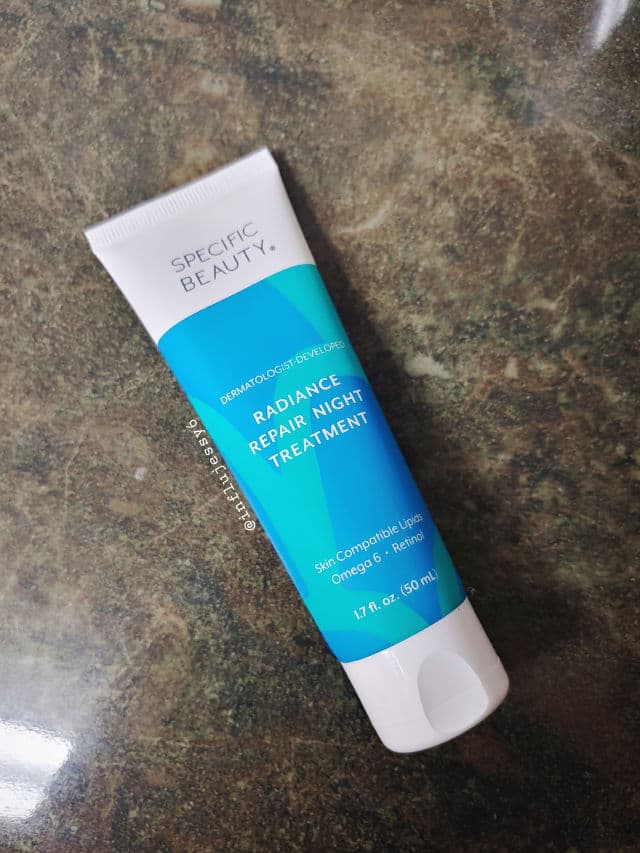 SPECIFIC
BEAUTY®
DERMATOLOGIST-DEVELOPED
RADIANCE
REPAIR NIGHT
TREATMENT
Skin Compatible Lipids
Omega 6 • Retinol
1.7 fl. oz. (50 mL)
@influjessy6